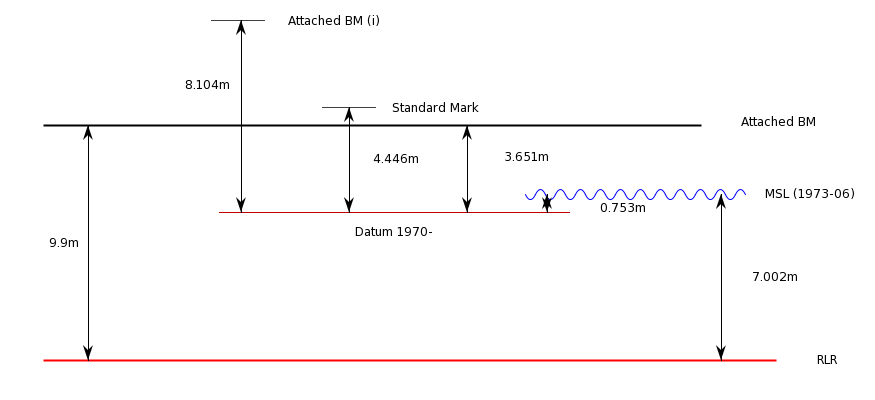 Attached BM (i)
8.104m
Standard Mark
Attached BM
4.446m
3.651m
MSL (1973-06)
0.753m
Datum 1970-
9.9m
7.002m
RLR